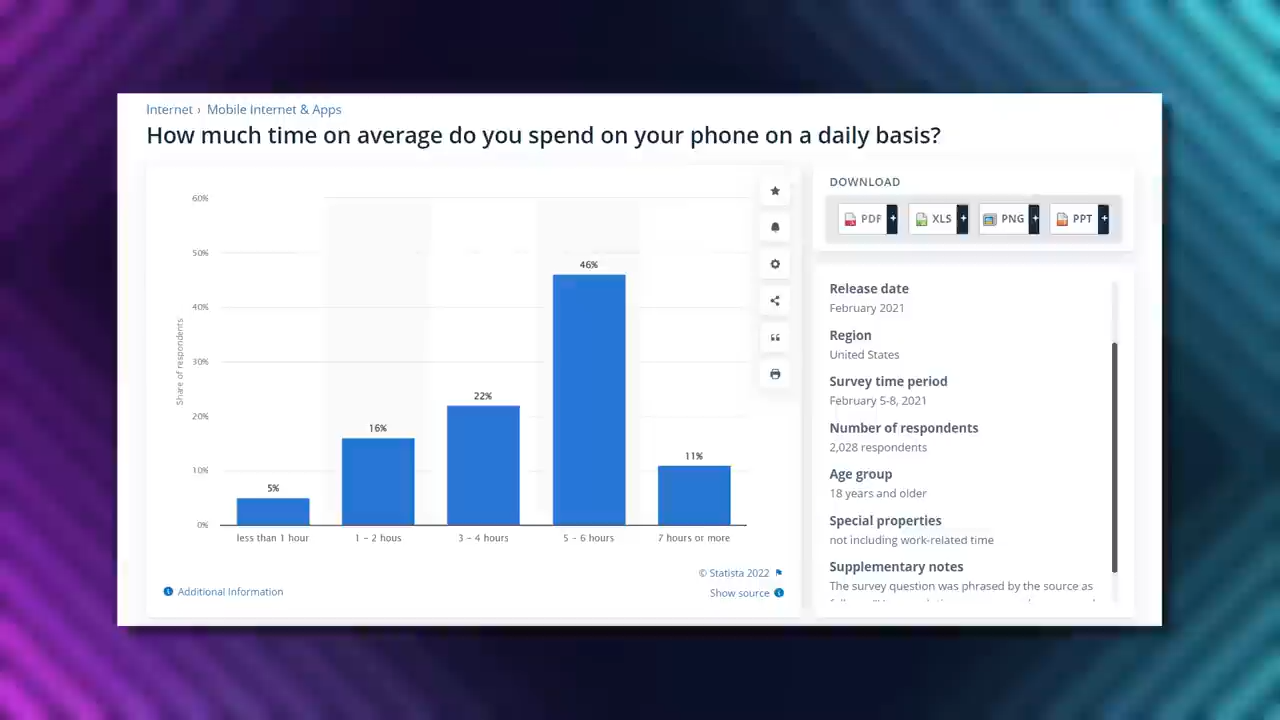 Internet › Mobile Internet & Apps
How much time on average do you spend on your phone on a daily basis?
60%
50%
40%
30%
20%
10%
0%
Share of respondents
5%
16%
22%
46%
11%
less than 1 hour
1 – 2 hous
3 – 4 hours
5 – 6 hours
7 hours or more
© Statista 2022
Additional Information
Show source
DOWNLOAD
PDF +
XLS +
PNG +
PPT +
Release date
February 2021
Region
United States
Survey time period
February 5-8, 2021
Number of respondents
2,028 respondents
Age group
18 years and older
Special properties
not including work-related time
Supplementary notes
The survey question was phrased by the source as